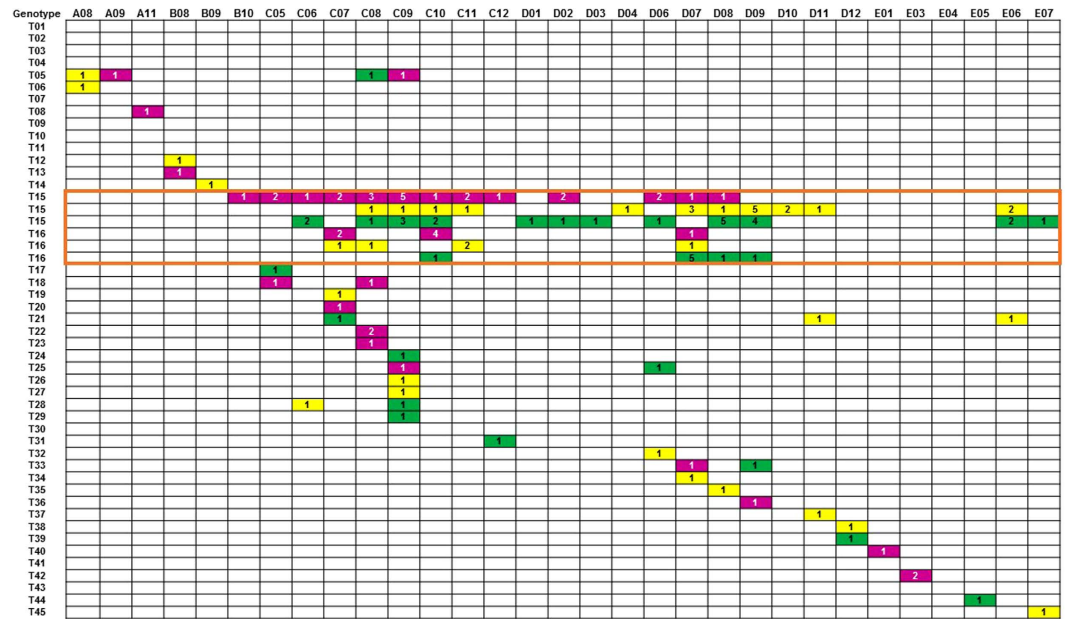 Genotype A08 A09 A11 B08 B09 B10 C05 C06 C07 C08 C09 C10 C11 C12 D01 D02 D03 D04 D06 D07 D08 D09 D10 D11 D12 E01 E03 E04 E05 E06 E07
T01
T02
T03
T04
T05 1 1 1 1
T06 1
T07
T08 1
T09
T10
T11
T12 1
T13 1
T14 1
T15 1 2 1 2 3 5 1 2 1 2 2 1 1
T15 1 1 1 1 1 3 1 5 2 1 2
T15 2 1 3 2 1 1 1 1 5 4 2 1
T16 2 4 1
T16 1 1 2 1
T16 1 5 1 1
T17 1
T18 1 1
T19 1
T20 1
T21 1 1 1
T22 2
T23 1
T24 1
T25 1 1
T26 1
T27 1
T28 1 1
T29 1
T30
T31 1
T32 1
T33 1 1
T34 1
T35 1
T36 1
T37 1
T38 1
T39 1
T40 1
T41
T42 2
T43
T44 1
T45 1